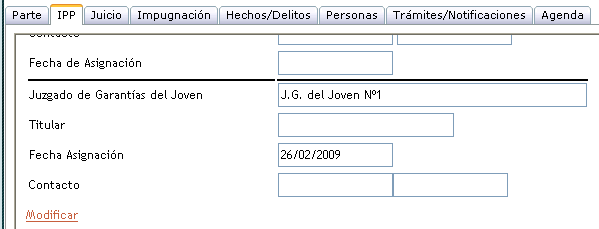 Parte IPP Juicio Impugnación Hechos/Delitos Personas Trámites/Notificaciones Agenda
Contacto
Fecha de Asignación
Juzgado de Garantías del Joven J.G. del Joven Nº1
Titular
Fecha Asignación 26/02/2009
Contacto
Modificar